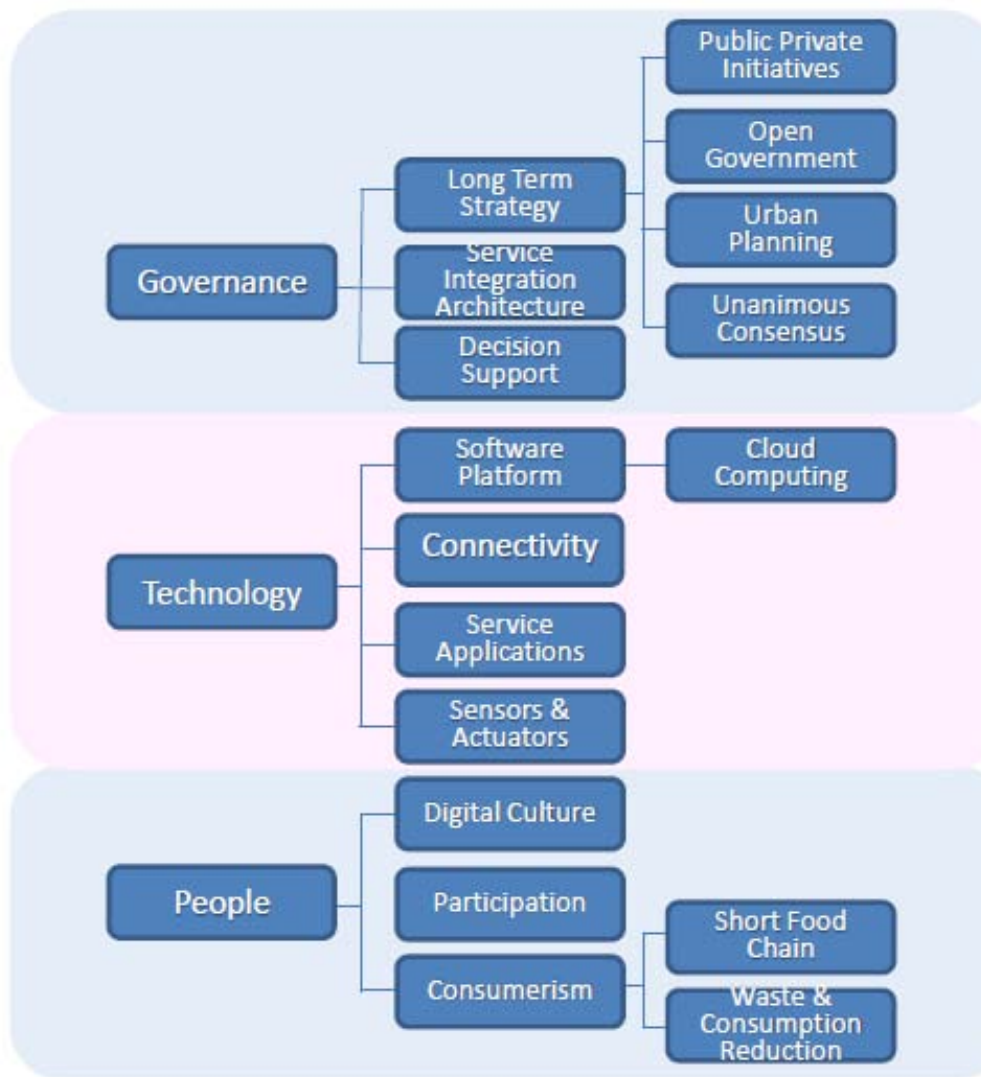 Governance
Long Term
Strategy
Public Private
Initiatives
Open
Government
Urban
Planning
Unanimous
Consensus
Service
Integration
Architecture
Decision
Support
Technology
Software
Platform
Cloud
Computing
Connectivity
Service
Applications
Sensors &
Actuators
People
Digital Culture
Participation
Consumerism
Short Food
Chain
Waste &
Consumption
Reduction